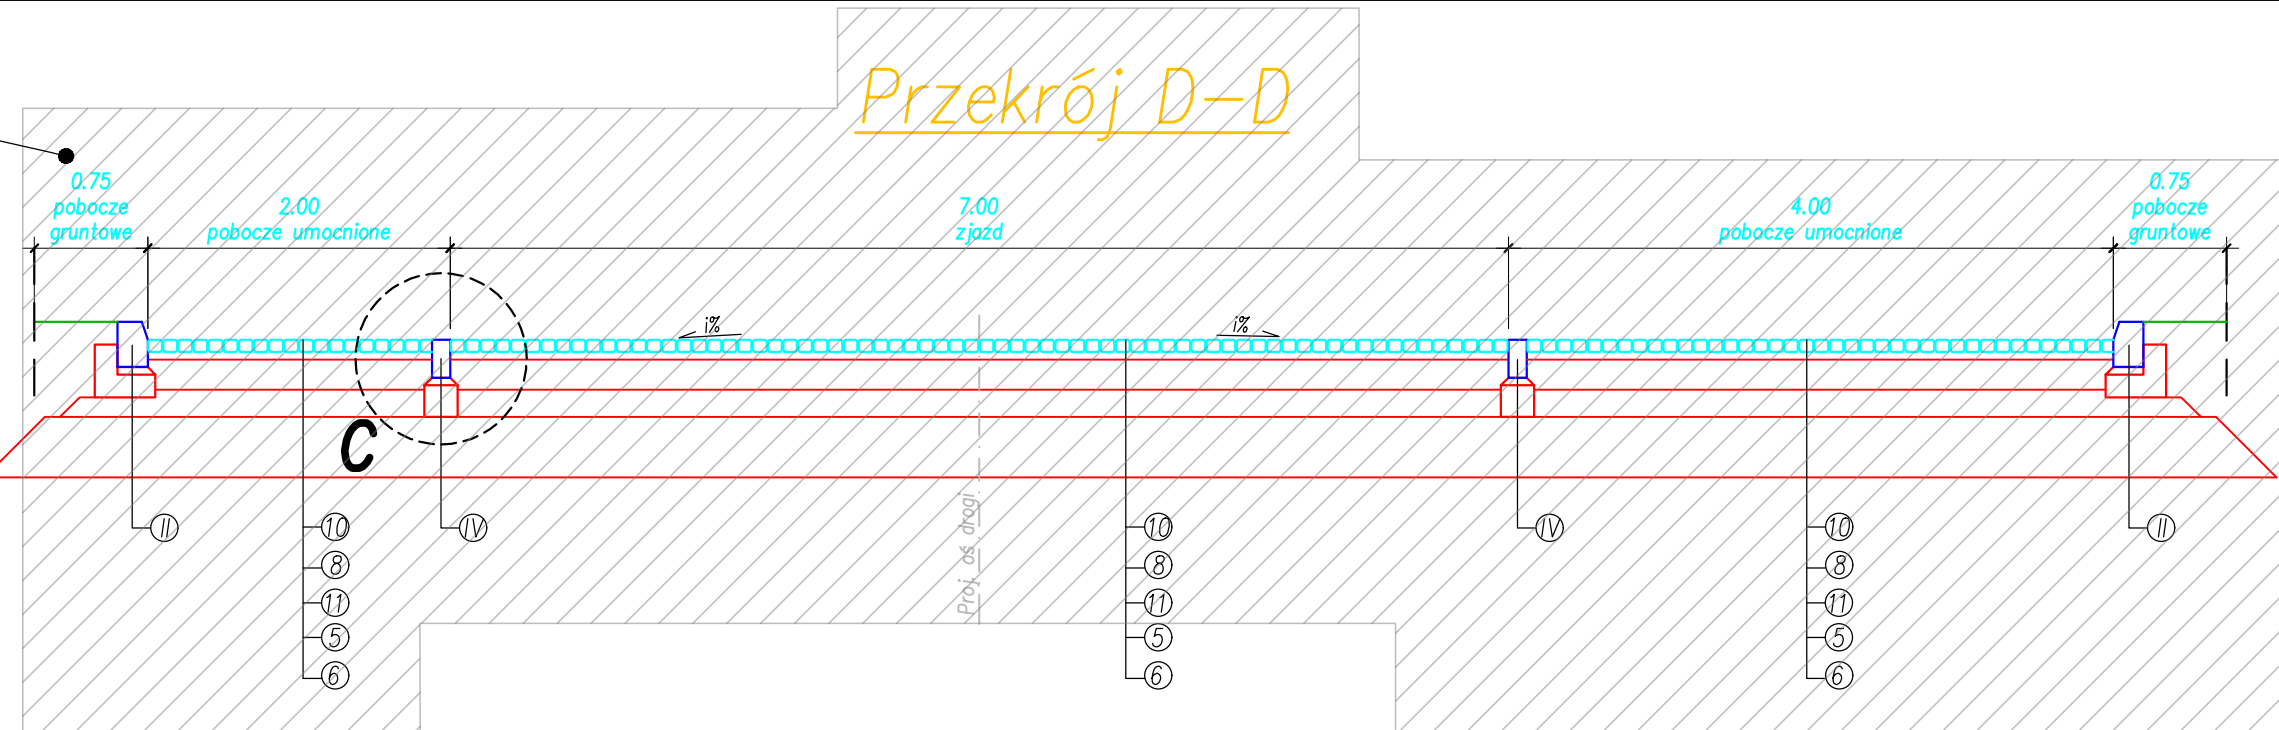 Przekrój D-D
0.75
pobocze
gruntowe
2.00
pobocze umocnione
7.00
zjazd
4.00
pobocze umocnione
0.75
pobocze
gruntowe
i%
i%
C
Proj. oś drogi
II
10
8
11
5
6
IV
10
8
11
5
6
IV
10
8
11
5
6
II